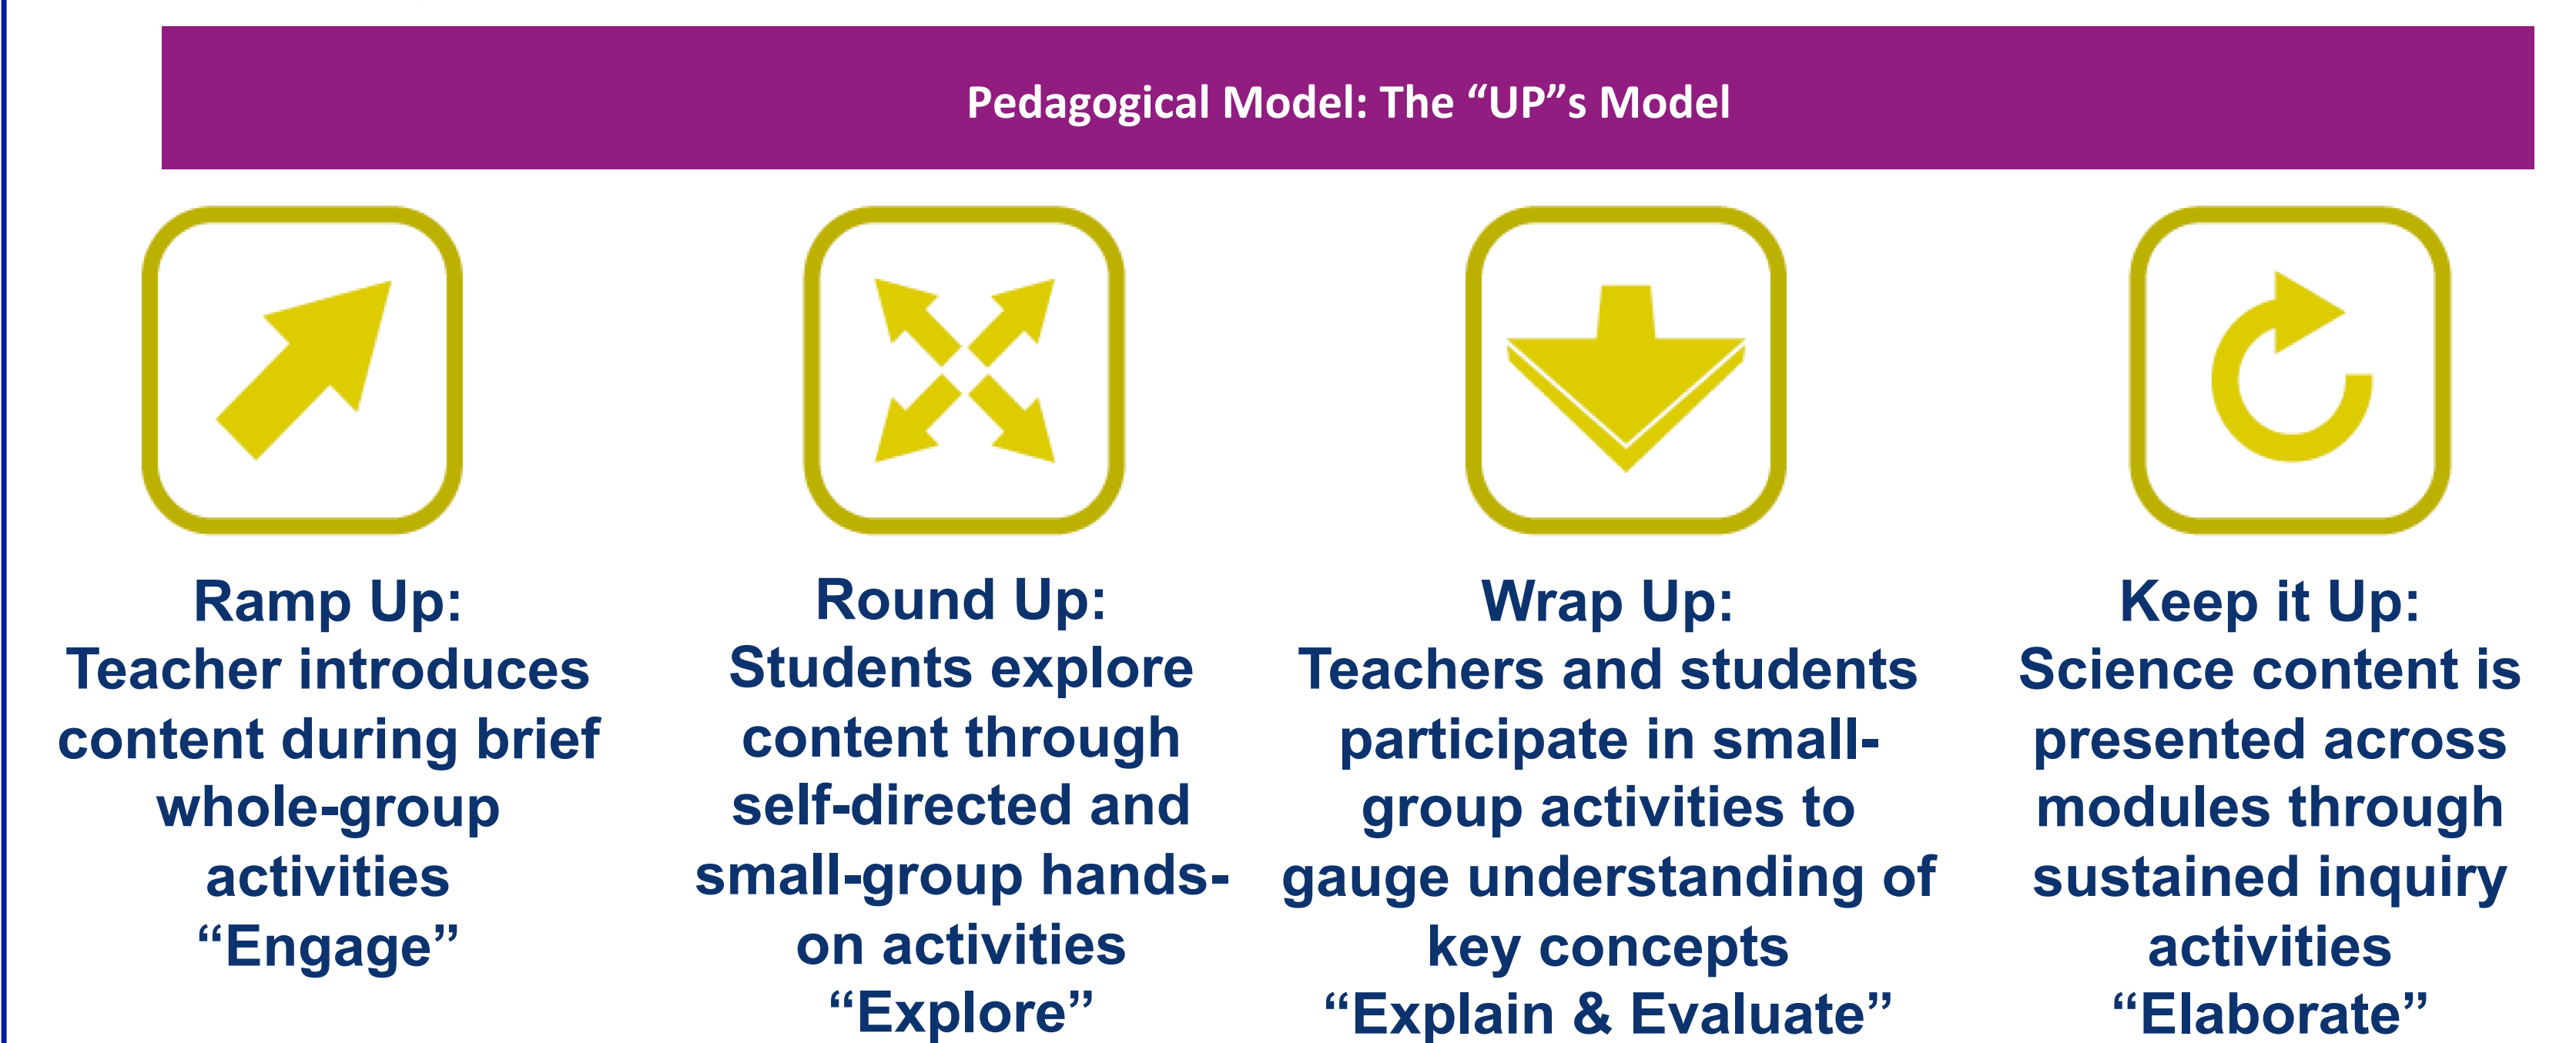 Pedagogical Model: The “UP”s Model
Ramp Up:
Teacher introduces
content during brief
whole-group
activities
“Engage”
Round Up:
Students explore
content through
self-directed and
small-group hands-
on activities
“Explore”
Wrap Up:
Teachers and students
participate in small-
group activities to
gauge understanding of
key concepts
“Explain & Evaluate”
Keep it Up:
Science content is
presented across
modules through
sustained inquiry
activities
“Elaborate”